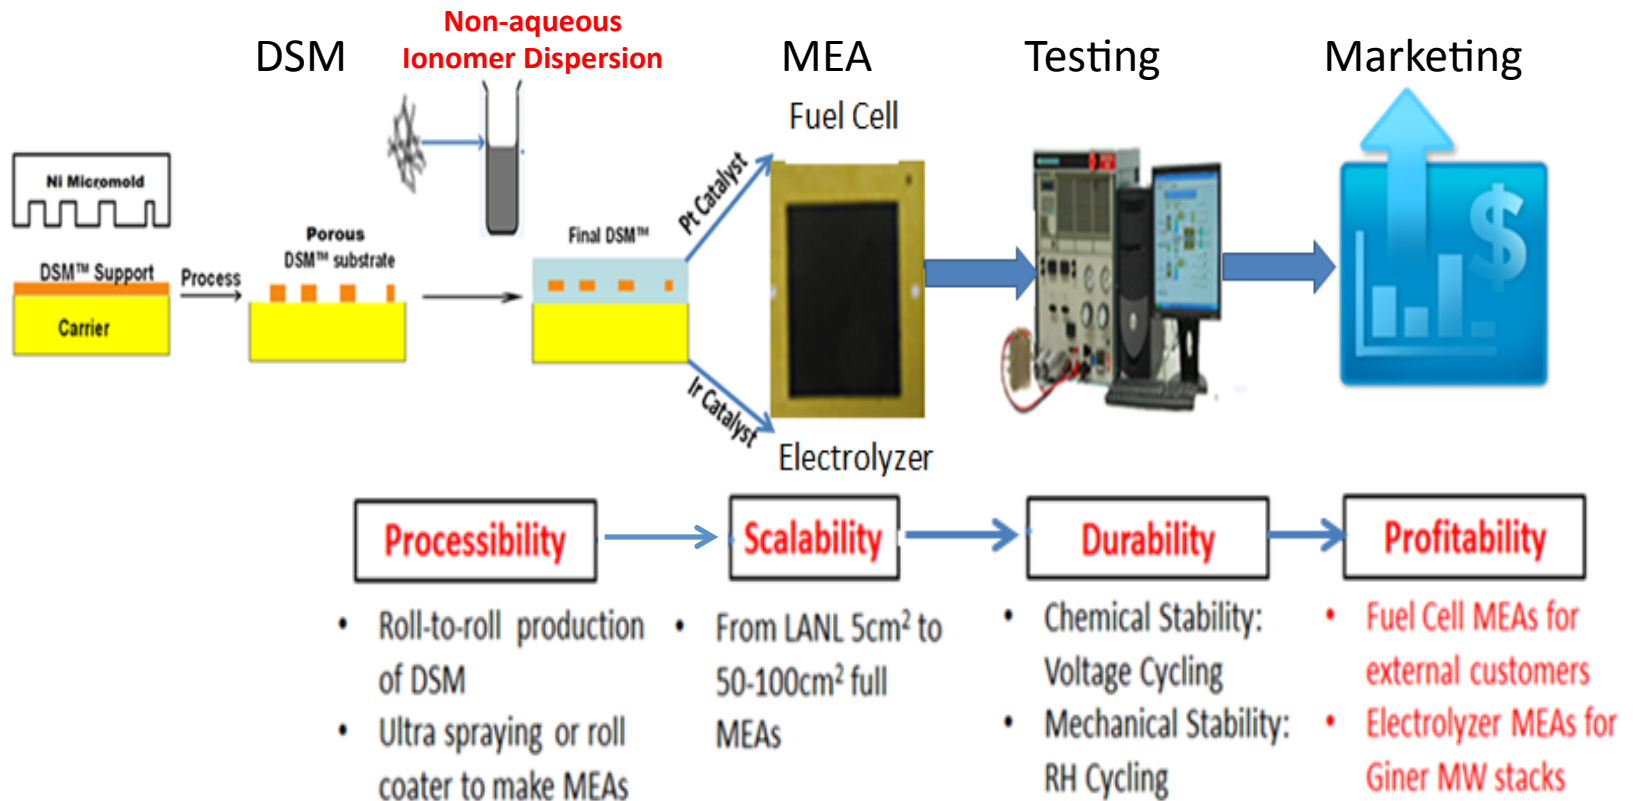 Non-aqueous
Ionomer Dispersion
DSM
MEA
Testing
Marketing
Fuel Cell
Ni Micromold
DSM™ Support
Carrier
Process
Porous
DSM™ substrate
Final DSM™
Pt Catalyst
Ir Catalyst
Electrolyzer
$
Processibility
Scalability
Durability
Profitability
• Roll-to-roll production
of DSM
• Ultra spraying or roll
coater to make MEAs
• From LANL 5cm² to
50-100cm² full
MEAs
• Chemical Stability:
Voltage Cycling
• Mechanical Stability:
RH Cycling
• Fuel Cell MEAs for
external customers
• Electrolyzer MEAs for
Giner MW stacks